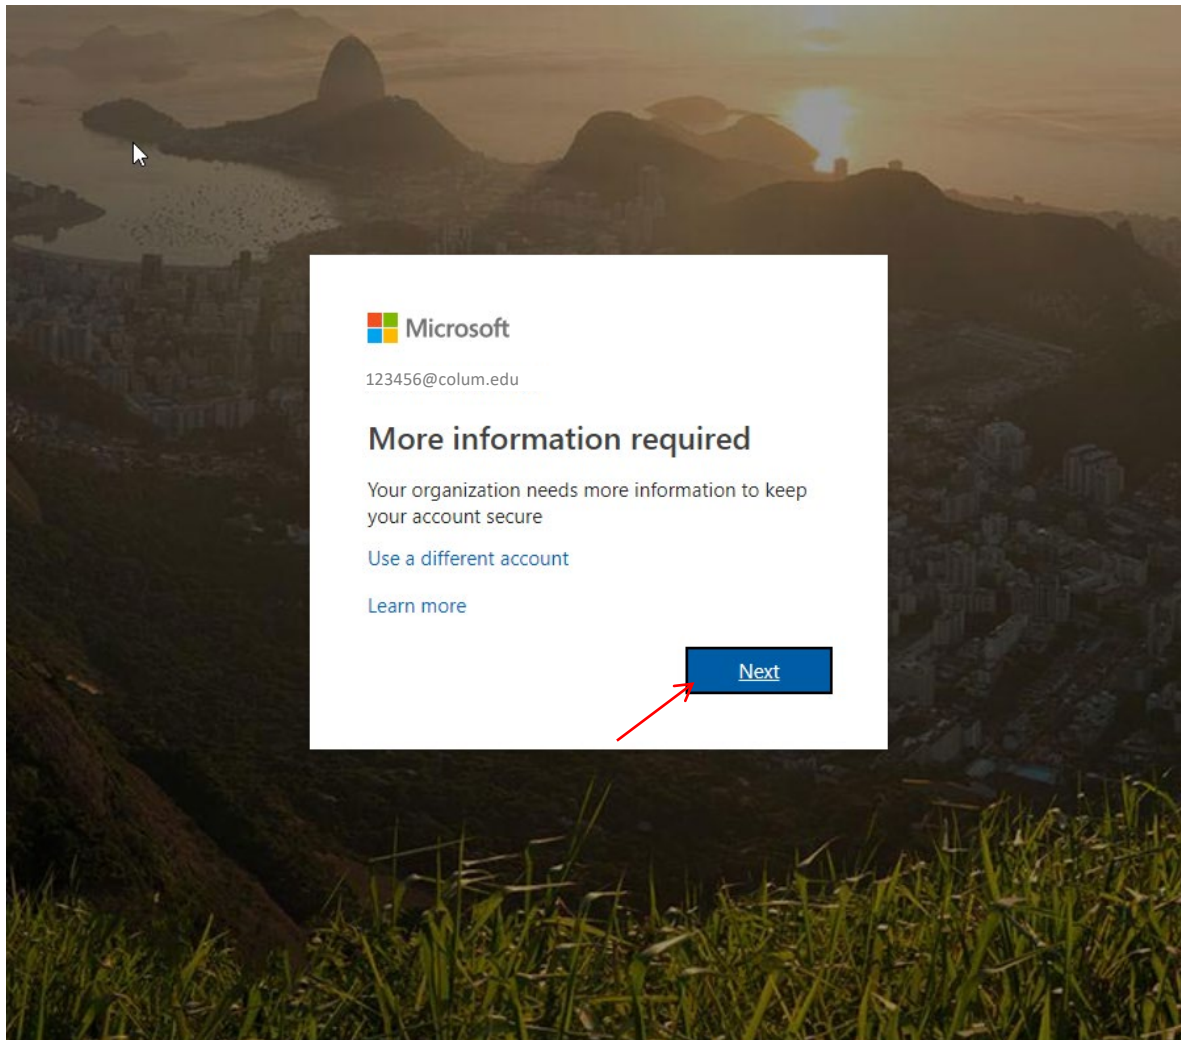 Microsoft
123456@colum.edu
More information required
Your organization needs more information to keep
your account secure
Use a different account
Learn more
Next